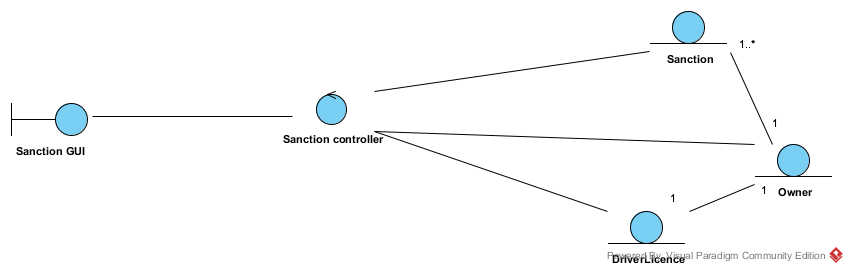 1..*
Sanction
1
Sanction controller
Sanction GUI
1
Owner
1
Powered By Visual Paradigm Community Edition
DriverLicence